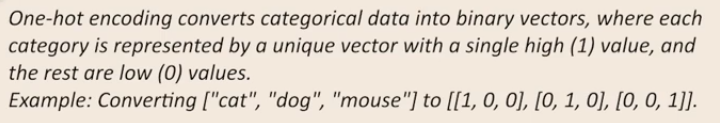 One-hot encoding converts categorical data into binary vectors, where each
category is represented by a unique vector with a single high (1) value, and
the rest are low (0) values.
Example: Converting ["cat", "dog", "mouse"] to [[1, 0, 0], [0, 1, 0], [0, 0, 1]].